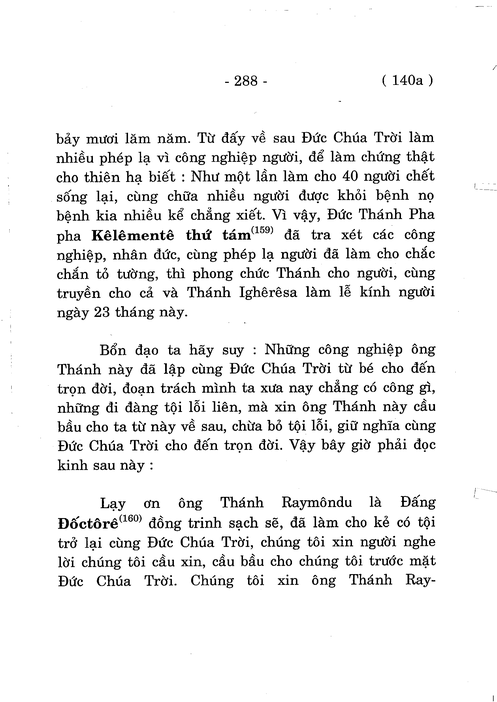 - 288 - ( 140a )
bảy mươi lăm năm. Từ đấy về sau Đức Chúa Trời làm
nhiều phép lạ vì công nghiệp người, để làm chứng thật
cho thiên hạ biết : Như một lần làm cho 40 người chết
sống lại, cùng chữa nhiều người được khỏi bệnh nọ
bệnh kia nhiều kể chẳng xiết. Vì vậy, Đức Thánh Pha
pha Kêlêmentê thứ tám(159) đã tra xét các công
nghiệp, nhân đức, cùng phép lạ người đã làm cho chắc
chắn tỏ tường, thì phong chức Thánh cho người, cùng
truyền cho cả và Thánh Ighêrêsa làm lễ kính người
ngày 23 tháng này.
Bổn đạo ta hãy suy : Những công nghiệp ông
Thánh này đã lập cùng Đức Chúa Trời từ bé cho đến
trọn đời, đoạn trách mình ta xưa nay chẳng có công gì,
những đi đàng tội lỗi liên, mà xin ông Thánh này cầu
bầu cho ta từ này về sau, chừa bỏ tội lỗi, giữ nghĩa cùng
Đức Chúa Trời cho đến trọn đời. Vậy bây giờ phải đọc
kinh sau này :
Lạy ơn ông Thánh Raymônđu là Đấng
Đốctôrê(160) đồng trinh sạch sẽ, đã làm cho kẻ có tội
trở lại cùng Đức Chúa Trời, chúng tôi xin người nghe
lời chúng tôi cầu xin, cầu bầu cho chúng tôi trước mặt
Đức Chúa Trời. Chúng tôi xin ông Thánh Ray-